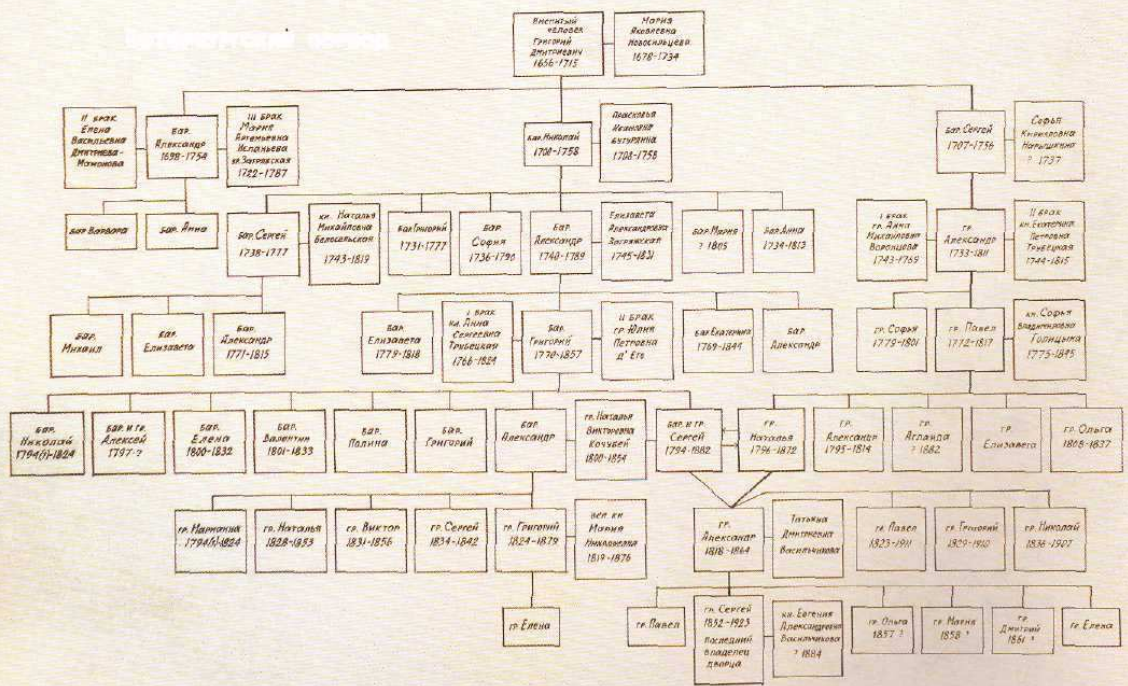 Именитый
человек
Григорий
Дмитриевич
1656-1715
Мария
Яковлевна
Новосильцева
1678-1734
II брак
Елена
Васильевна
Дмитриева-
Мамонова
бар.
Александр
1698-1754
III брак
Мария
Артемьевна
Исленьева
1722-1787
бар. Николай
1700-1758
Прасковья
Ивановна
Бутурлина
1708-1758
бар. Сергей
1707-1756
Софья
Кирилловна
Нарышкина
? 1737
бар. Варвара
бар. Анна
бар. Сергей
1738-1777
кн. Наталья
Михайловна
Белосельская
1743-1819
бар. Григорий
1731-1777
бар.
София
1736-1790
бар.
Александр
1740-1789
Елизавета
Александровна
Загряжская
1745-1831
бар. Мария
? 1805
бар. Анна
1734-1813
I брак
гр. Анна
Михайловна
Воронцова
1743-1769
гр.
Александр
1733-1811
II брак
кн. Екатерина
Петровна
Трубецкая
1744-1815
бар.
Михаил
бар.
Елизавета
бар.
Александр
1771-1815
бар.
Елизавета
1779-1818
I брак
кн. Анна
Сергеевна
Трубецкая
1766-1824
бар.
Григорий
1770-1857
II брак
гр. Юлия
Петровна
д'Его
бар. Екатерина
1769-1844
бар.
Александр
гр. Софья
1779-1801
гр. Павел
1772-1817
кн. Софья
Владимировна
Голицына
1775-1845
бар.
Николай
1794(?)-1824
бар. и гр.
Алексей
1797-?
бар.
Елена
1800-1832
бар.
Валентин
1801-1833
бар.
Полина
бар.
Григорий
бар.
Александр
гр. Наталья
Викторовна
Кочубей
1800-1854
бар. и гр.
Сергей
1794-1882
гр.
Наталья
1796-1872
гр.
Александр
1795-1814
гр.
Аглаида
? 1882
гр.
Елизавета
гр. Ольга
1808-1837
гр. Марианна
1794(?)-1824
гр. Наталья
1828-1853
гр. Виктор
1831-1856
гр. Сергей
1834-1842
гр. Григорий
1824-1879
вел. кн.
Мария
Николаевна
1819-1876
гр.
Александр
1818-1864
Татьяна
Дмитриевна
Васильчикова
гр. Павел
1823-1911
гр. Григорий
1829-1910
гр. Николай
1836-1907
гр. Елена
гр. Павел
гр. Сергей
1852-1923
последний
владелец
дворца
кн. Евгения
Александровна
Васильчикова
? 1884
гр. Ольга
1857 ?
гр. Мария
1858 ?
гр.
Дмитрий
1861 ?
гр. Елена